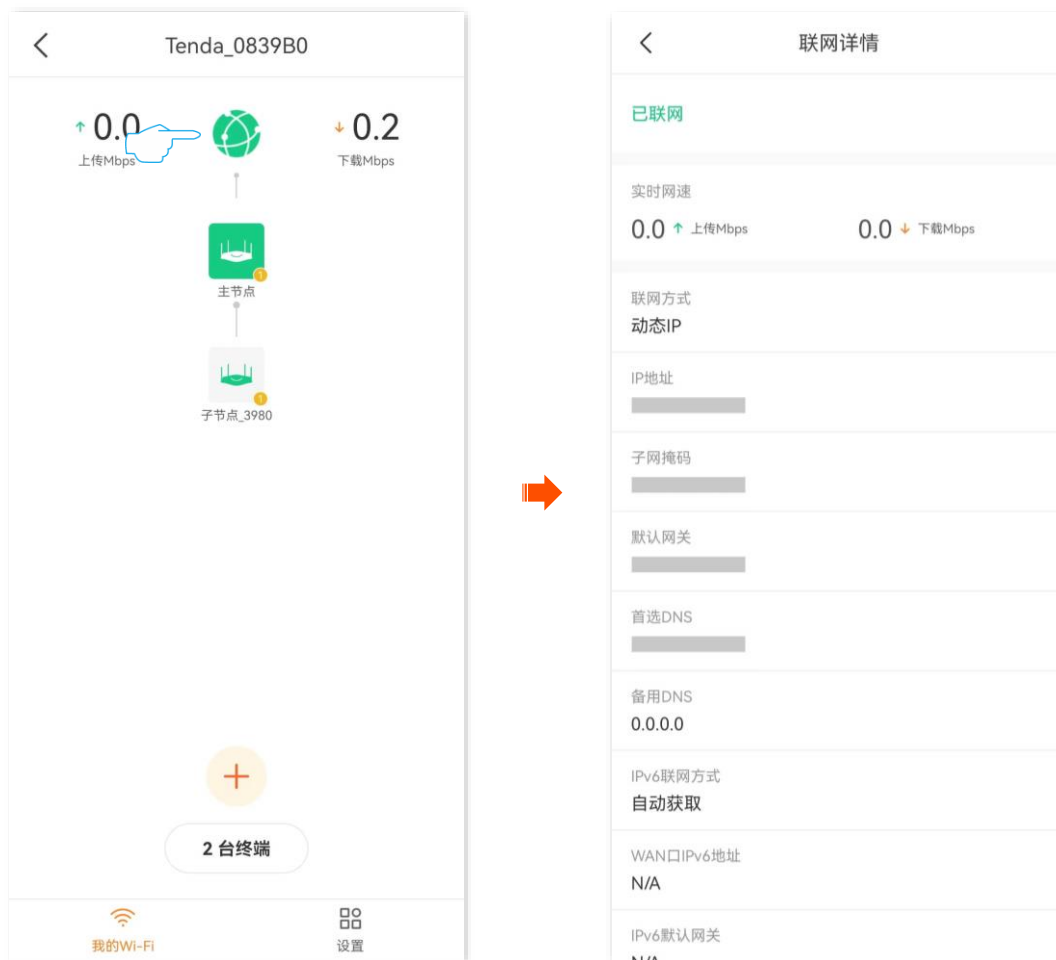 Tenda_0839B0
↑ 0.0
上传Mbps
↓ 0.2
下载Mbps
1
主节点
1
子节点_3980
+
2 台终端
我的Wi-Fi
设置
联网详情
已联网
实时网速
0.0 ↑ 上传Mbps 0.0 ↓ 下载Mbps
联网方式
动态IP
IP地址
子网掩码
默认网关
首选DNS
备用DNS
0.0.0.0
IPv6联网方式
自动获取
WAN口IPv6地址
N/A
IPv6默认网关
N/A